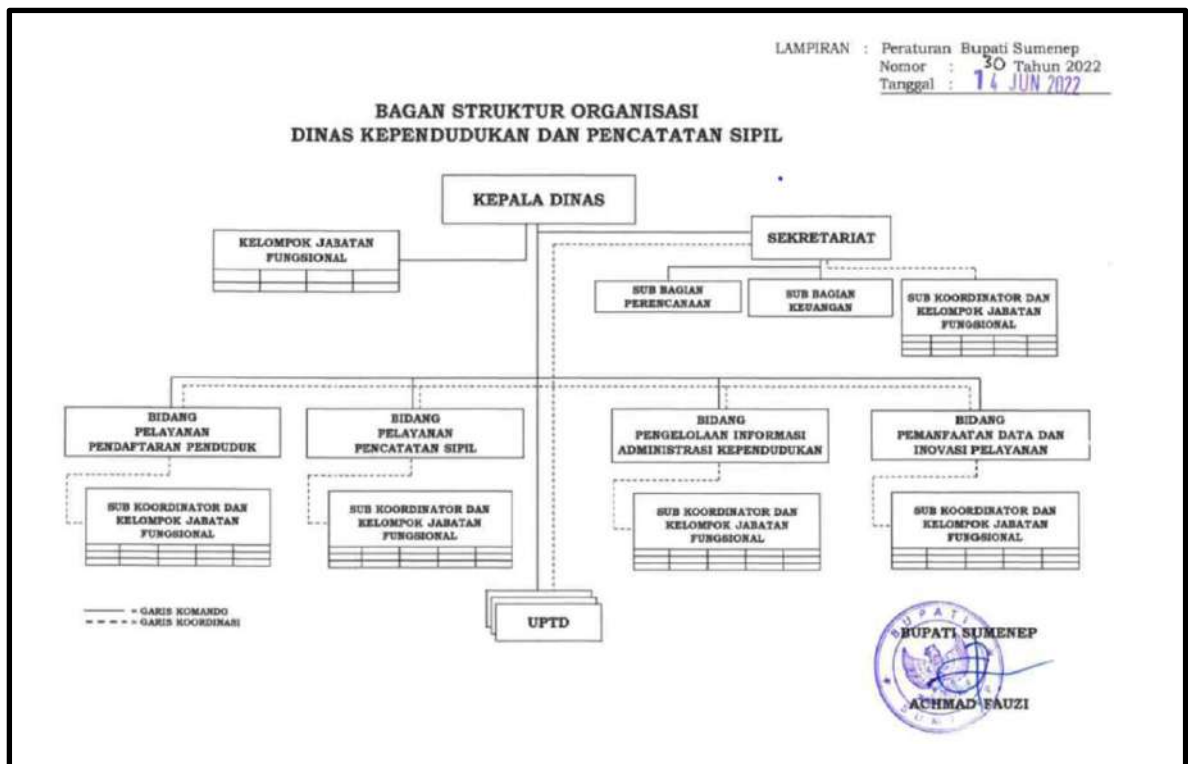 LAMPIRAN : Peraturan Bupati Sumenep
Nomor : 30 Tahun 2022
Tanggal : 14 JUN 2022
BAGAN STRUKTUR ORGANISASI
DINAS KEPENDUDUKAN DAN PENCATATAN SIPIL
KEPALA DINAS
KELOMPOK JABATAN
FUNGSIONAL
SEKRETARIAT
SUB BAGIAN
PERENCANAAN
SUB BAGIAN
KEUANGAN
SUB KOORDINATOR DAN
KELOMPOK JABATAN
FUNGSIONAL
BIDANG
PELAYANAN
PENDAFTARAN PENDUDUK
BIDANG
PELAYANAN
PENCATATAN SIPIL
BIDANG
PENGELOLAAN INFORMASI
ADMINISTRASI KEPENDUDUKAN
BIDANG
PEMANFAATAN DATA DAN
INOVASI PELAYANAN
SUB KOORDINATOR DAN
KELOMPOK JABATAN
FUNGSIONAL
SUB KOORDINATOR DAN
KELOMPOK JABATAN
FUNGSIONAL
SUB KOORDINATOR DAN
KELOMPOK JABATAN
FUNGSIONAL
SUB KOORDINATOR DAN
KELOMPOK JABATAN
FUNGSIONAL
= GARIS KOMANDO
= GARIS KOORDINASI
UPTD
BUPATI
BUPATI SUMENEP
ACHMAD FAUZI